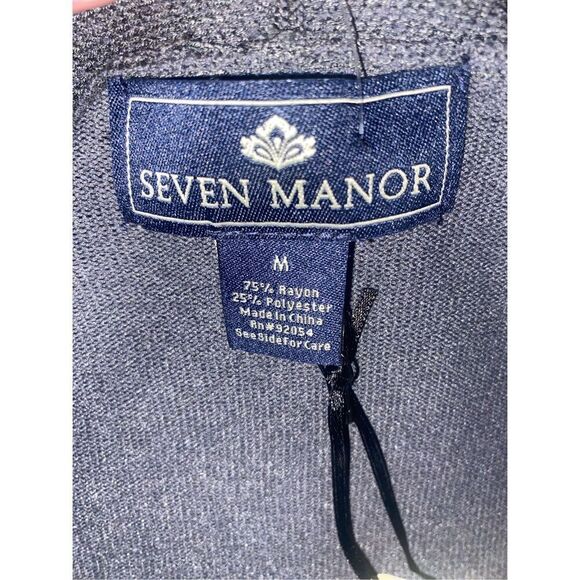 SEVEN MANOR
M
75% Rayon
25% Polyester
Made in China
Rn#92054
See Side For Care